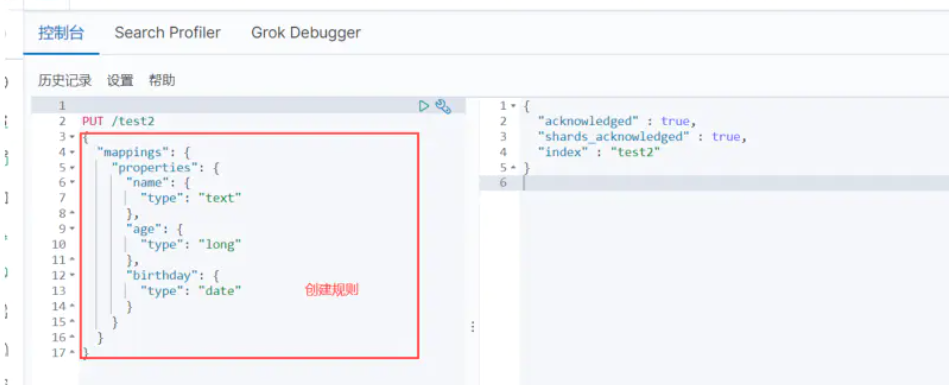 控制台 Search Profiler Grok Debugger
历史记录 设置 帮助
1
2 PUT /test2
3 {
4 "mappings": {
5 "properties": {
6 "name": {
7 "type": "text"
8 },
9 "age": {
10 "type": "long"
11 },
12 "birthday": {
13 "type": "date"
14 }
15 }
16 }
17 }
创建规则
1 {
2 "acknowledged" : true,
3 "shards_acknowledged" : true,
4 "index" : "test2"
5 }
6